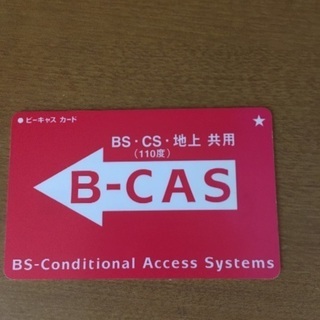 ● ビーキャス カード ★
BS・CS・地上 共用
(110度)
B-CAS
BS-Conditional Access Systems